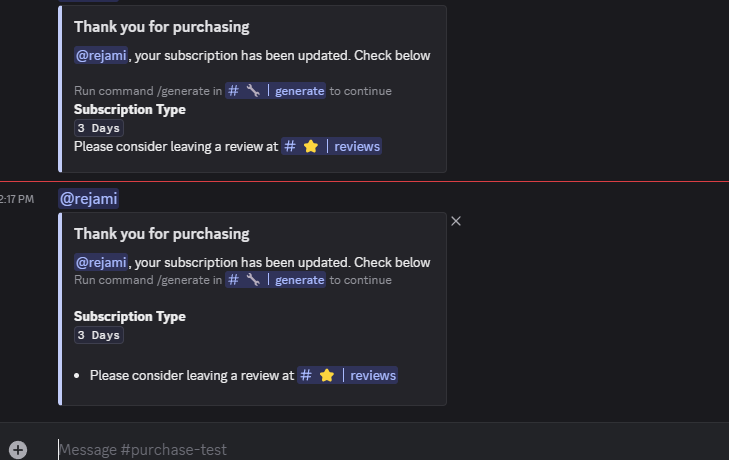 Thank you for purchasing
@rejami, your subscription has been updated. Check below
Run command /generate in # 🔧 | generate to continue
Subscription Type
3 Days
Please consider leaving a review at # ⭐ | reviews
2:17 PM @rejami
Thank you for purchasing
@rejami, your subscription has been updated. Check below
Run command /generate in # 🔧 | generate to continue
Subscription Type
3 Days
• Please consider leaving a review at # ⭐ | reviews
Message #purchase-test